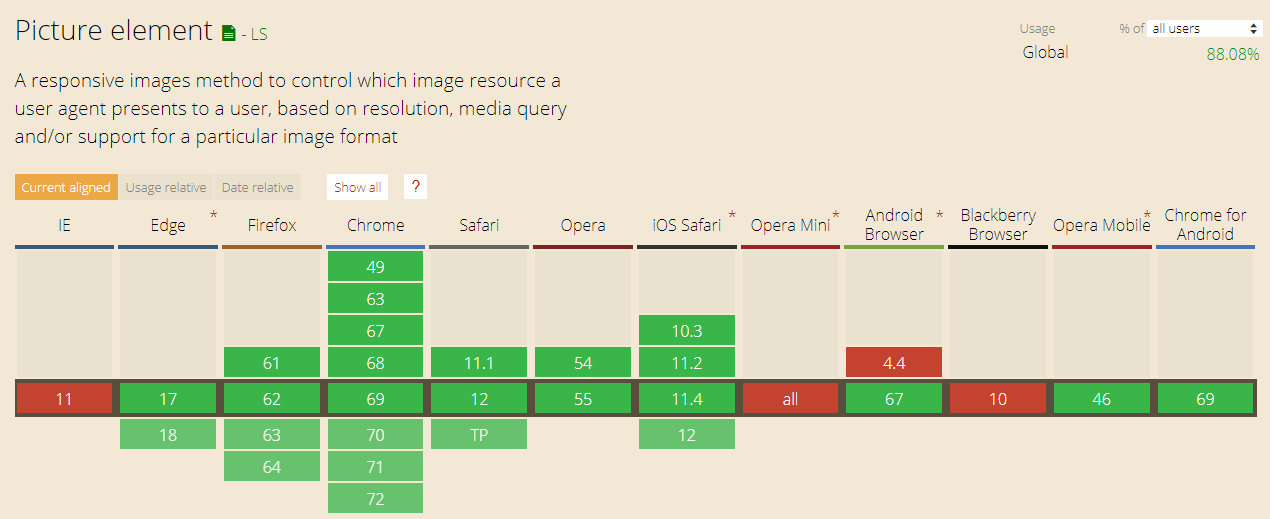 Picture element - LS
Usage % of all users
Global 88.08%
A responsive images method to control which image resource a
user agent presents to a user, based on resolution, media query
and/or support for a particular image format
Current aligned Usage relative Date relative Show all ?
IE Edge * Firefox Chrome Safari Opera iOS Safari * Opera Mini * Android Browser * Blackberry Browser Opera Mobile * Chrome for Android
49
63
67 10.3
61 68 11.1 54 11.2 4.4
11 17 62 69 12 55 11.4 all 67 10 46 69
18 63 70 TP 12
64 71
72